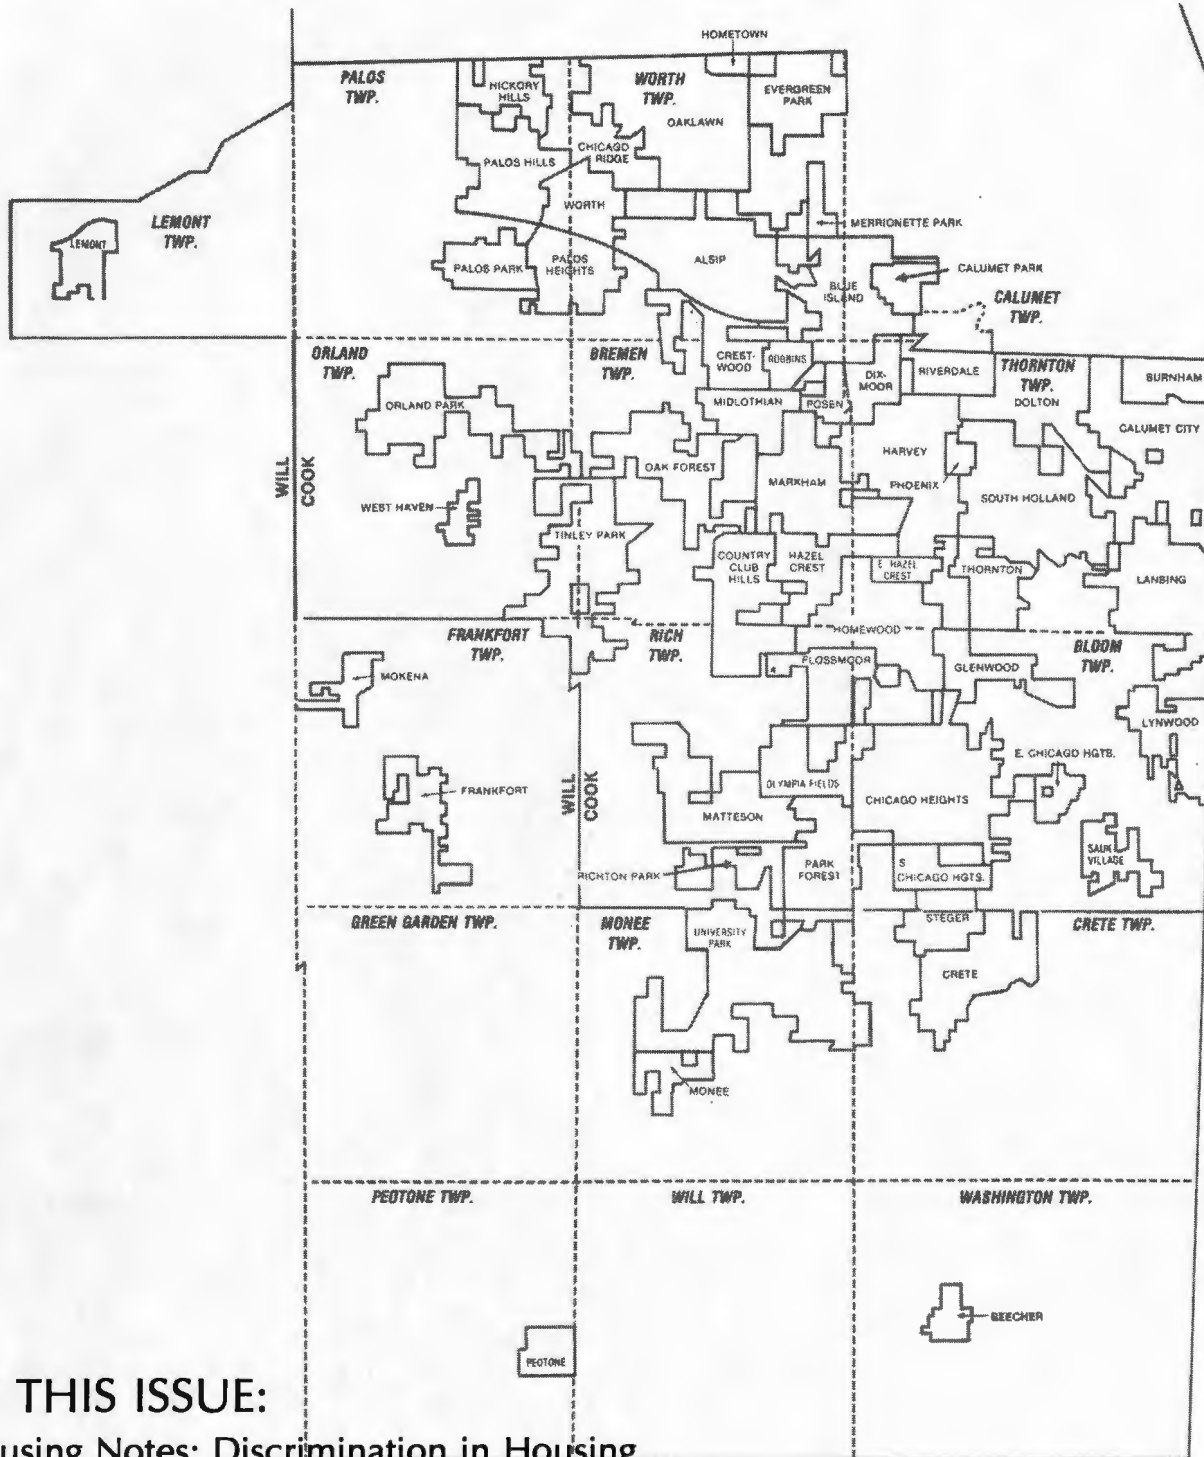 HOMETOWN
PALOS
TWP.
HICKORY
HILLS
WORTH
TWP.
EVERGREEN
PARK
OAKLAWN
CHICAGO
RIDGE
PALOS HILLS
WORTH
MERRIONETTE PARK
LEMONT
TWP.
LEMONT
PALOS PARK
PALOS
HEIGHTS
ALSIP
CALUMET PARK
BLUE
ISLAND
CALUMET
TWP.
ORLAND
TWP.
BREMEN
TWP.
CREST-
WOOD
ROBBINS
DIX-
MOOR
RIVERDALE
THORNTON
TWP.
BURNHAM
DOLTON
ORLAND PARK
MIDLOTHIAN
POSEN
CALUMET CITY
HARVEY
OAK FOREST
MARKHAM
PHOENIX
SOUTH HOLLAND
WILL
COOK
WEST HAVEN
TINLEY PARK
COUNTRY
CLUB
HILLS
HAZEL
CREST
E. HAZEL
CREST
THORNTON
LANSING
FRANKFORT
TWP.
RICH
TWP.
HOMEWOOD
BLOOM
TWP.
FLOSSMOOR
GLENWOOD
MOKENA
LYNWOOD
E. CHICAGO HGTS.
WILL
COOK
OLYMPIA FIELDS
FRANKFORT
CHICAGO HEIGHTS
MATTESON
SAUK
VILLAGE
RICHTON PARK
PARK
FOREST
S
CHICAGO HGTS.
GREEN GARDEN TWP.
MONEE
TWP.
UNIVERSITY
PARK
STEGER
CRETE TWP.
CRETE
MONEE
PEOTONE TWP.
WILL TWP.
WASHINGTON TWP.
BEECHER
PEOTONE
THIS ISSUE:
using Notes: Discrimination in Housing